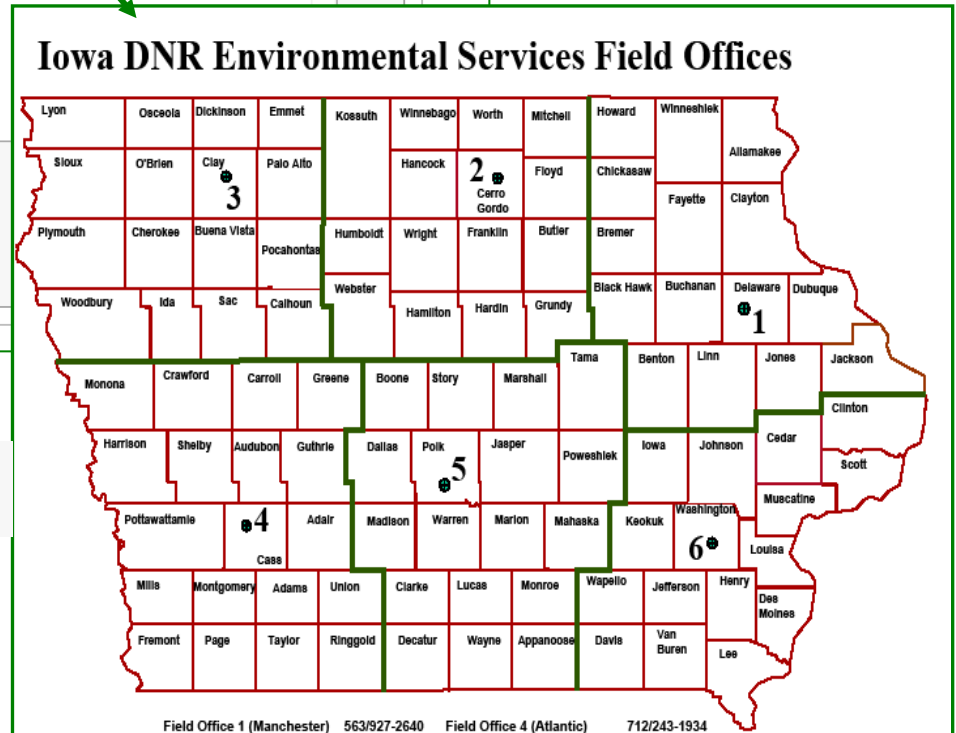 Iowa DNR Environmental Services Field Offices
Lyon Osceola Dickinson Emmet Kossuth Winnebago Worth Mitchell Howard Winneshiek
Allamakee
Sioux O'Brien Clay Palo Alto Hancock 2 Floyd Chickasaw
3 Cerro Gordo Fayette Clayton
Plymouth Cherokee Buena Vista Pocahontas Humboldt Wright Franklin Butler Bremer
Woodbury Ida Sac Calhoun Webster Hamilton Hardin Grundy Black Hawk Buchanan Delaware Dubuque
1
Monona Crawford Carroll Greene Boone Story Marshall Tama Benton Linn Jones Jackson
Clinton
Harrison Shelby Audubon Guthrie Dallas Polk Jasper Poweshiek Iowa Johnson Cedar
5 Scott
Muscatine
Pottawattamie 4 Adair Madison Warren Marion Mahaska Keokuk Washington
Cass 6 Louisa
Mills Montgomery Adams Union Clarke Lucas Monroe Wapello Jefferson Henry
Des Moines
Fremont Page Taylor Ringgold Decatur Wayne Appanoose Davis Van Buren Lee
Field Office 1 (Manchester) 563/927-2640 Field Office 4 (Atlantic) 712/243-1934